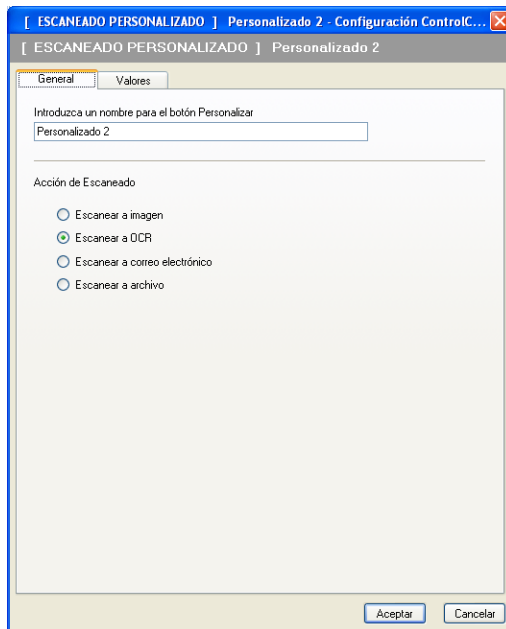 [ ESCANEADO PERSONALIZADO ] Personalizado 2 - Configuración ControlC...
[ ESCANEADO PERSONALIZADO ] Personalizado 2
General Valores
Introduzca un nombre para el botón Personalizar
Personalizado 2
Acción de Escaneado
Escanear a imagen
Escanear a OCR
Escanear a correo electrónico
Escanear a archivo
Aceptar Cancelar